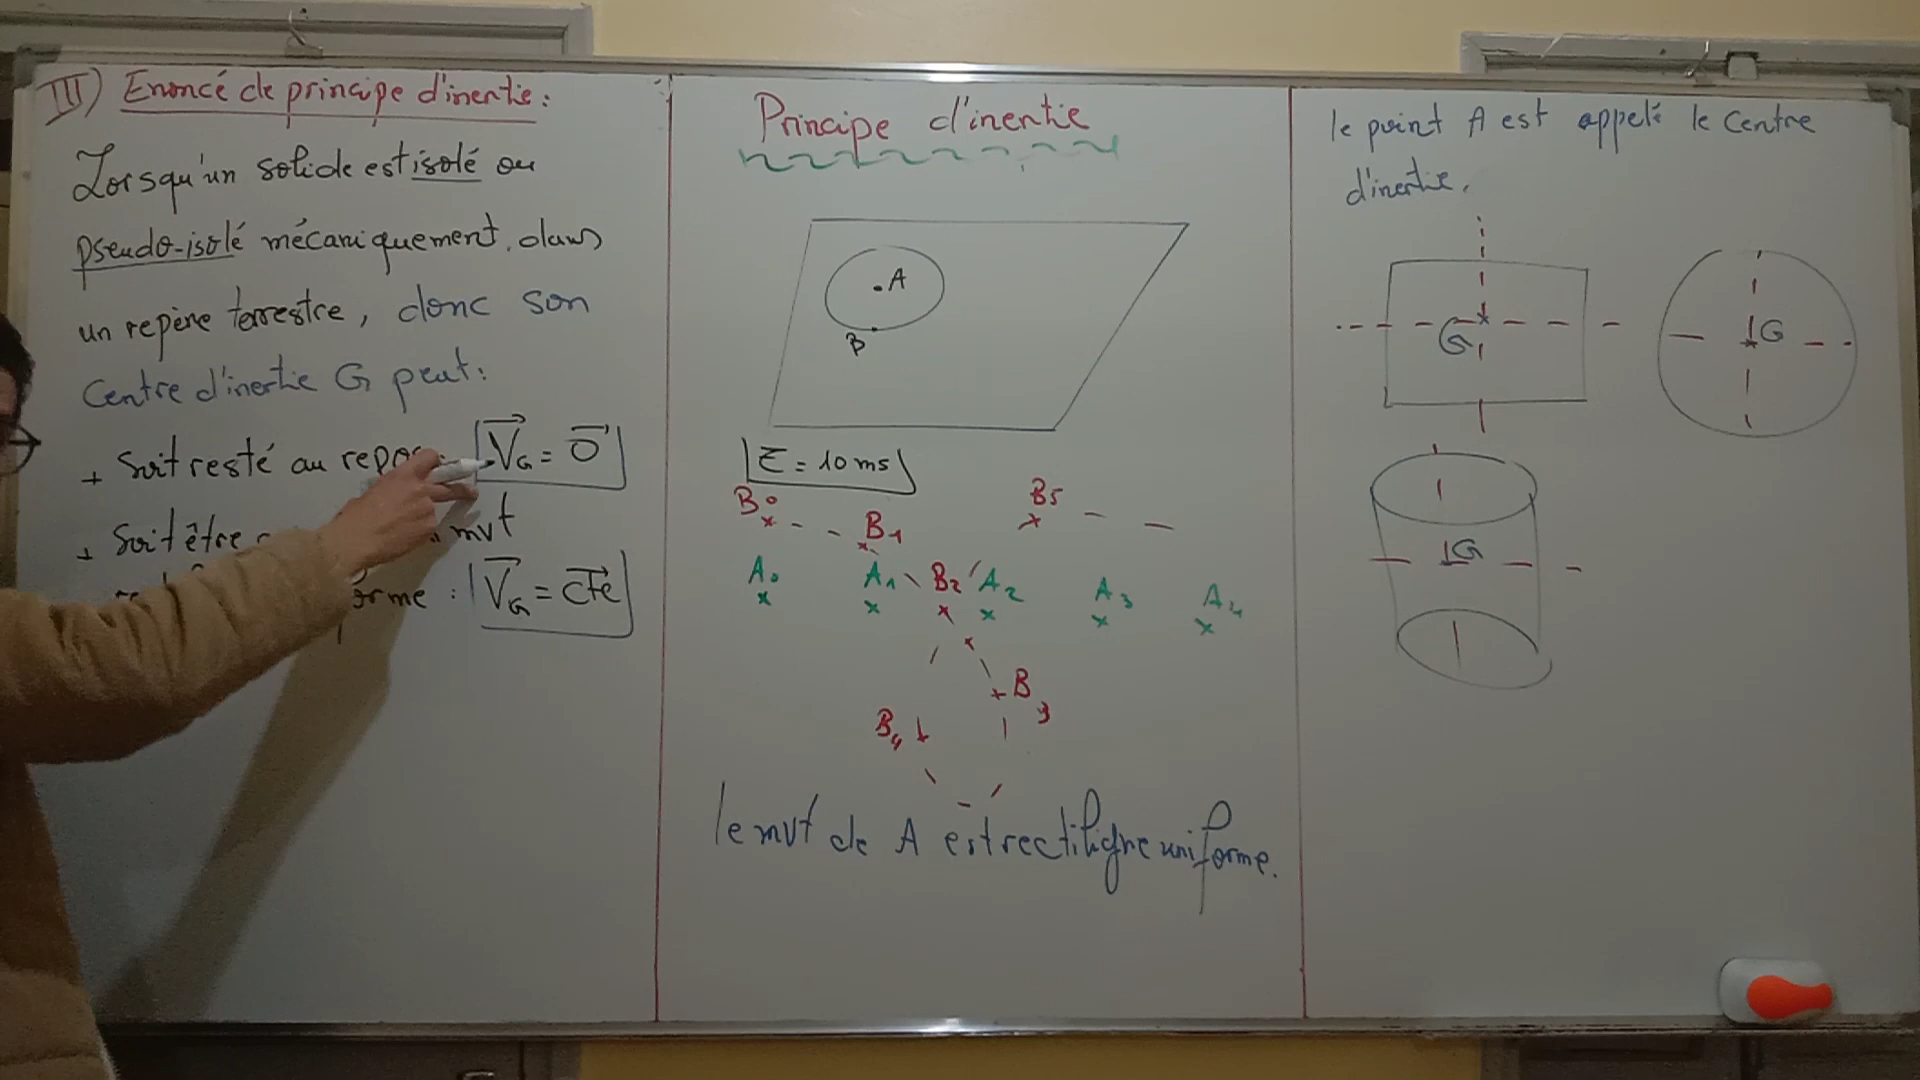 III) Enoncé de principe d'inertie:
Lorsqu'un solide est isolé ou
pseudo-isolé mécaniquement, dans
un repère terrestre, donc son
Centre d'inertie G peut:
+ Soit resté au repos: V⃗G = 0⃗
+ Soit être mvt
orme : V⃗G = Cte⃗
Principe d'inertie
A
B
τ = 10 ms
B0
B1
B5
A0
A1
B2
A2
A3
A4
B3
B4
le mvt de A est rectiligne uniforme.
le point A est appelé le Centre
d'inertie.
G
G
G